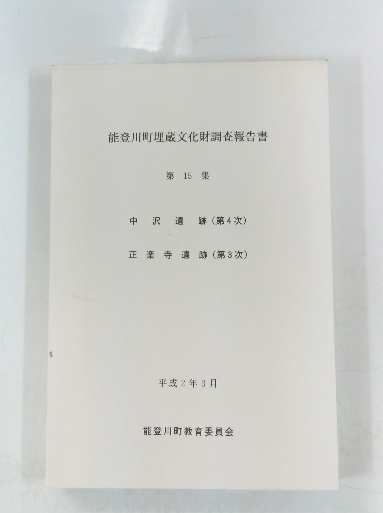 能登川町埋蔵文化財調査報告書
第 15 集
中沢遺跡(第4次)
正楽寺遺跡(第3次)
平成2年3月
能登川町教育委員会